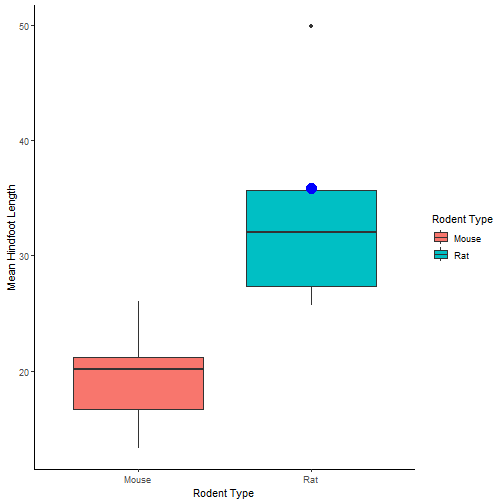 50
40
30
20
Mean Hindfoot Length
Mouse
Rat
Rodent Type
Rodent Type
Mouse
Rat